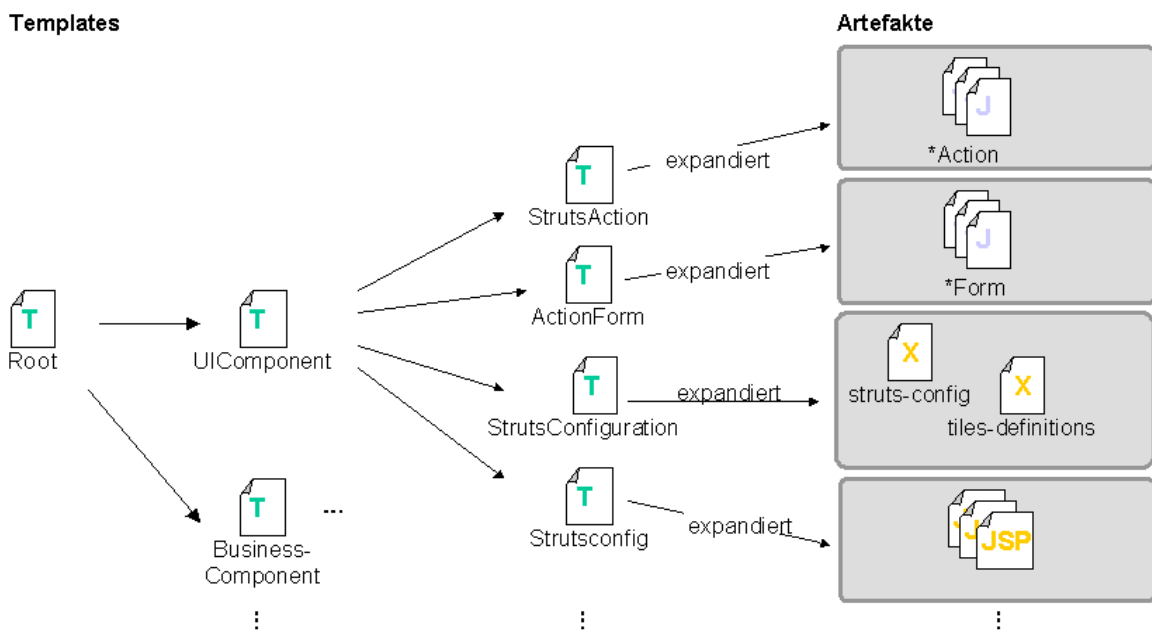 Templates
Artefakte
J
*Action
T
expandiert
StrutsAction
J
*Form
T
expandiert
ActionForm
T
Root
T
UIComponent
X
struts-config
X
tiles-definitions
T
expandiert
StrutsConfiguration
T
...
Business-
Component
T
expandiert
Strutsconfig
JSP